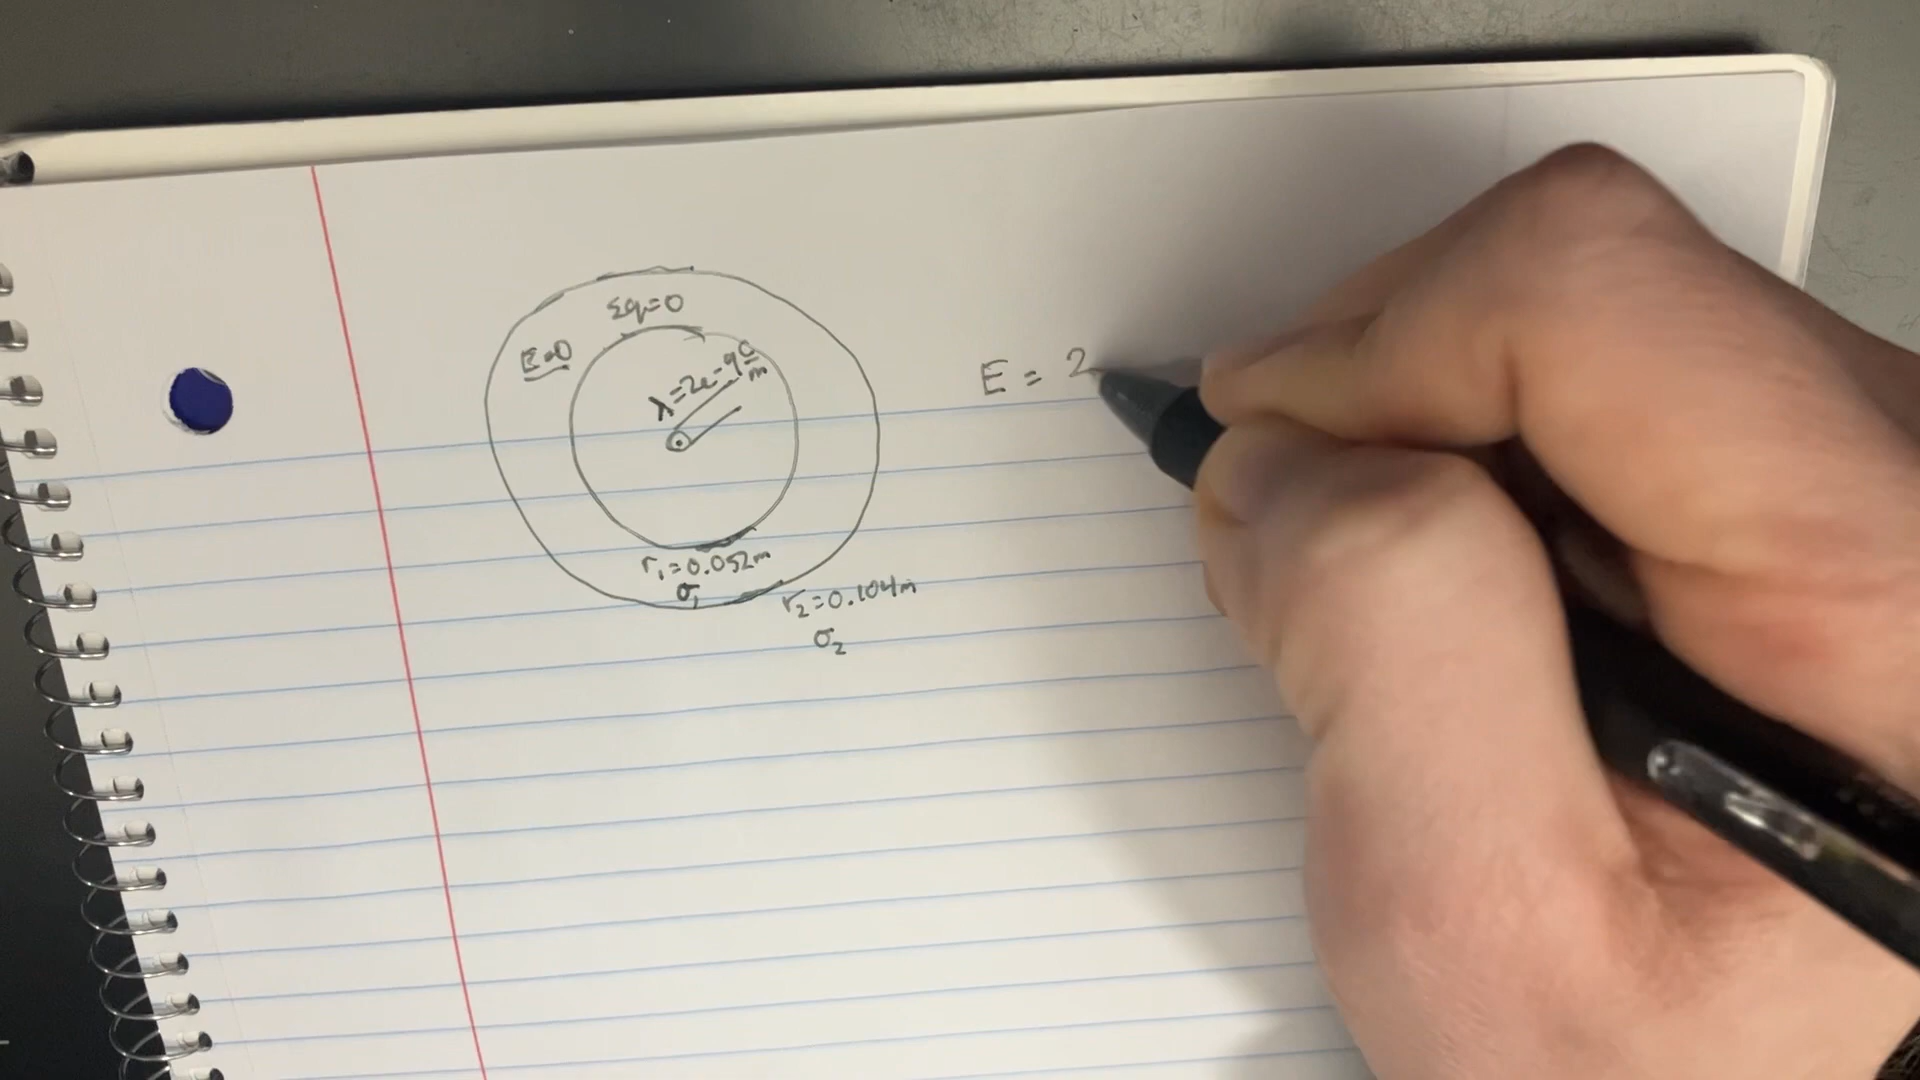 Σq=0
E=0
λ=2e-9 C/m
E = 2
r₁=0.052m
σ₁
r₂=0.104m
σ₂